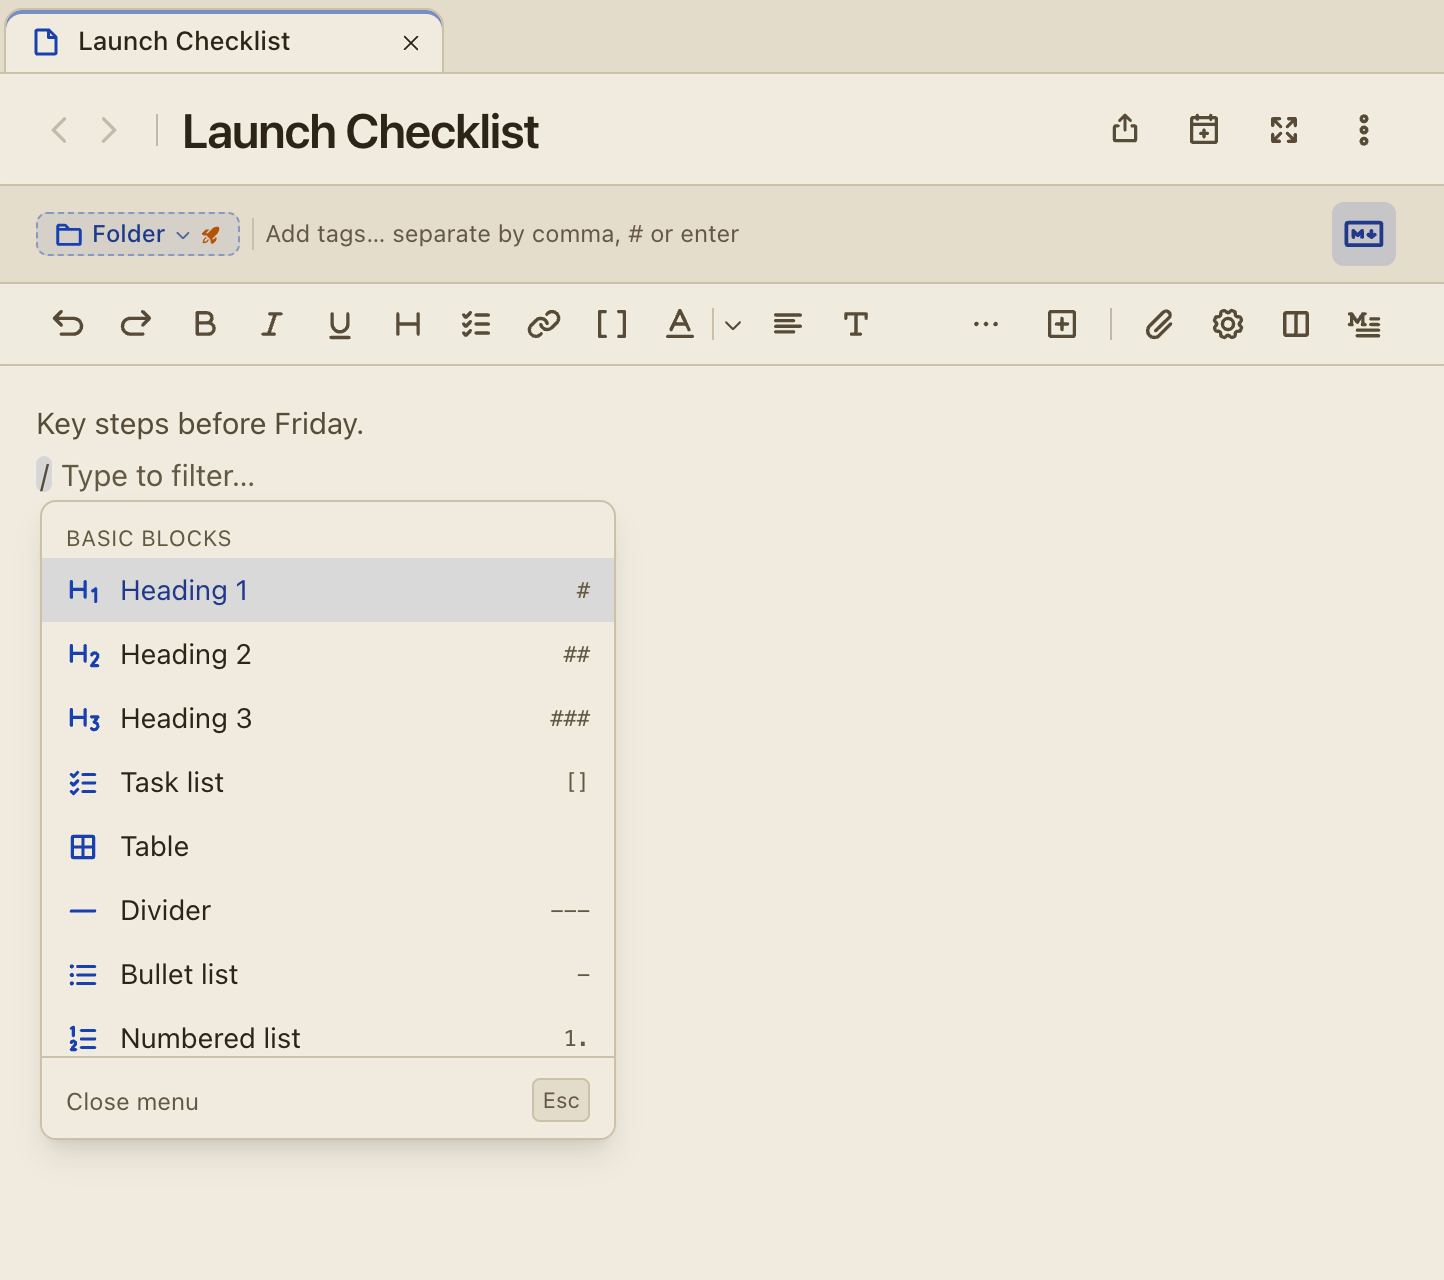 Launch Checklist
Launch Checklist
Folder
Add tags... separate by comma, # or enter
Key steps before Friday.
/ Type to filter...
BASIC BLOCKS
Heading 1 #
Heading 2 ##
Heading 3 ###
Task list []
Table
Divider ---
Bullet list -
Numbered list 1.
Close menu Esc